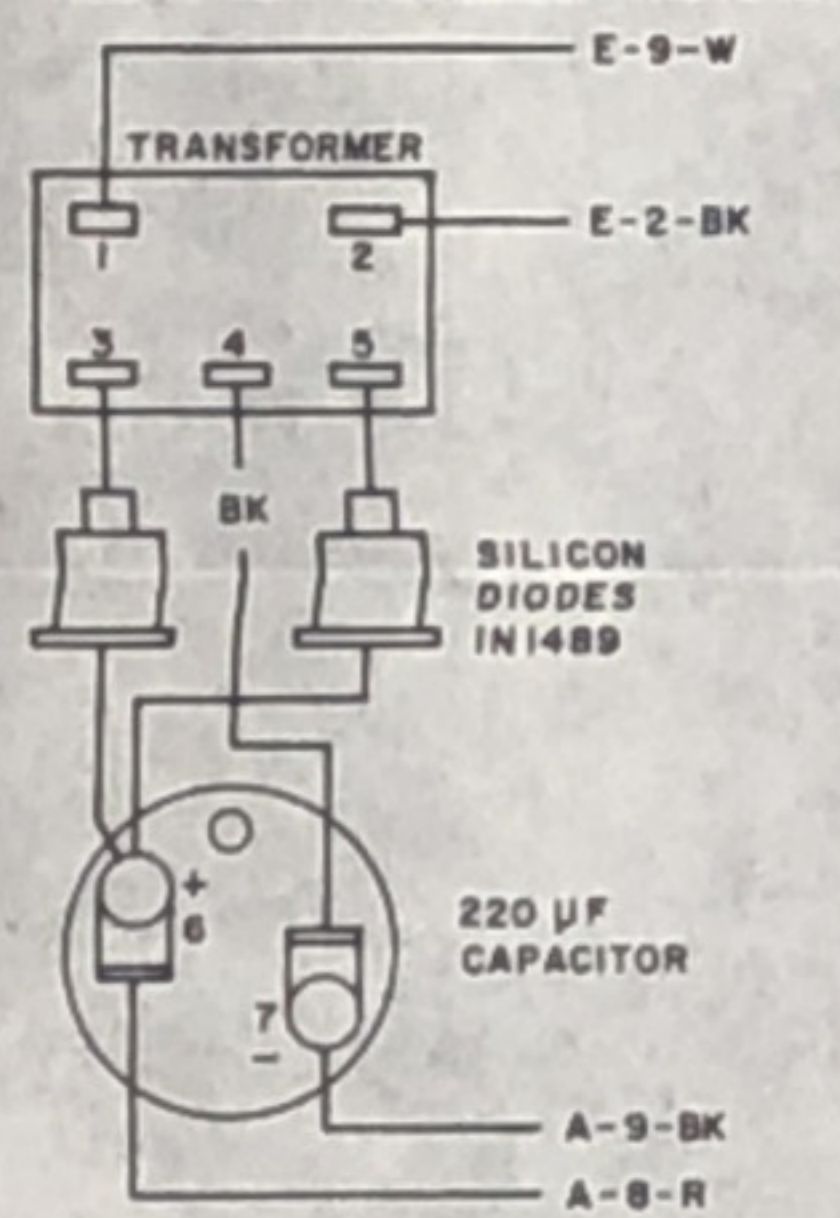 E-9-W
TRANSFORMER
1
2
E-2-BK
3 4 5
BK
SILICON
DIODES
IN1489
+
6
220 µF
CAPACITOR
7
-
A-9-BK
A-8-R